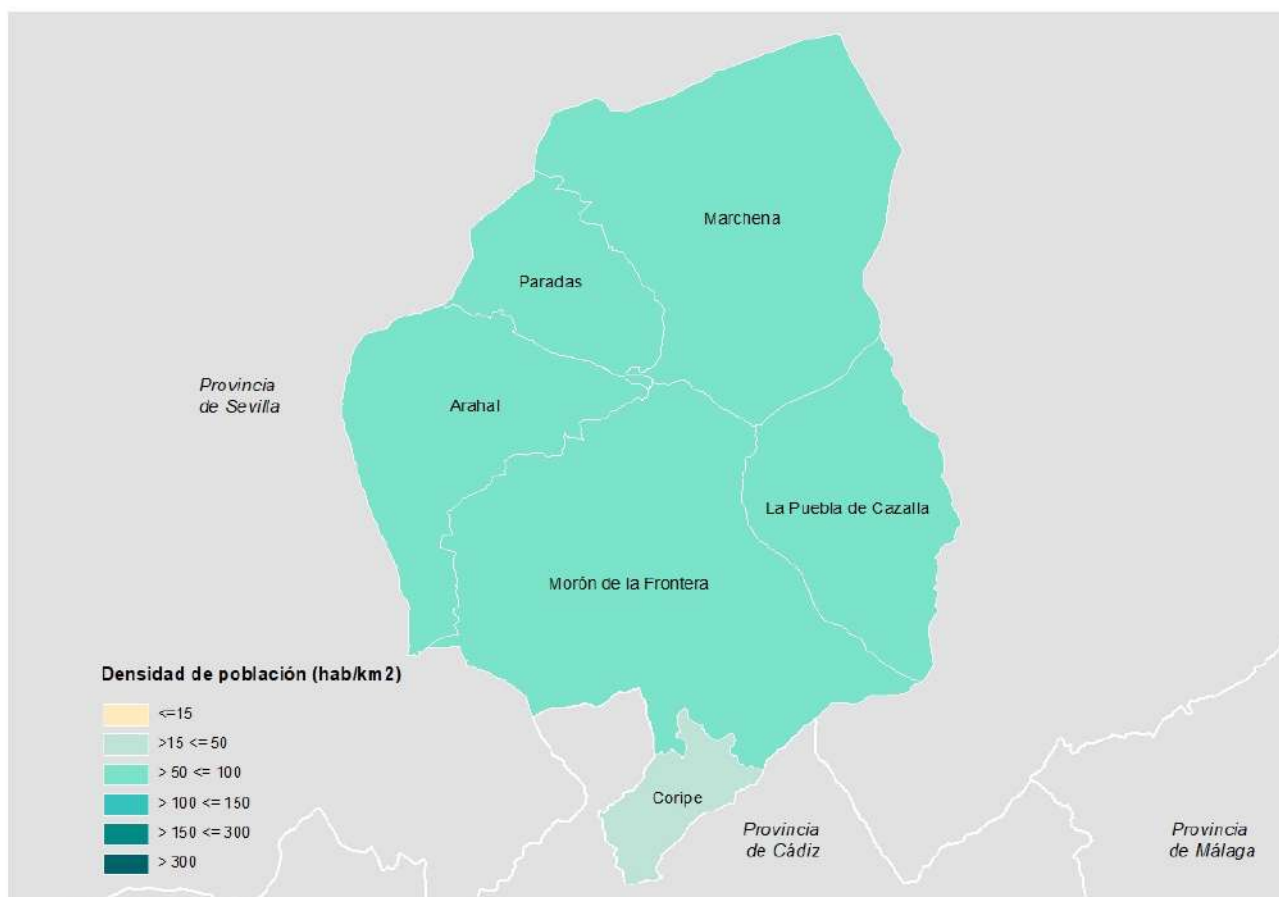 Marchena
Paradas
Provincia
de Sevilla
Arahal
La Puebla de Cazalla
Morón de la Frontera
Densidad de población (hab/km2)
<=15
>15 <= 50
> 50 <= 100
> 100 <= 150
> 150 <= 300
> 300
Coripe
Provincia
de Cádiz
Provincia
de Málaga